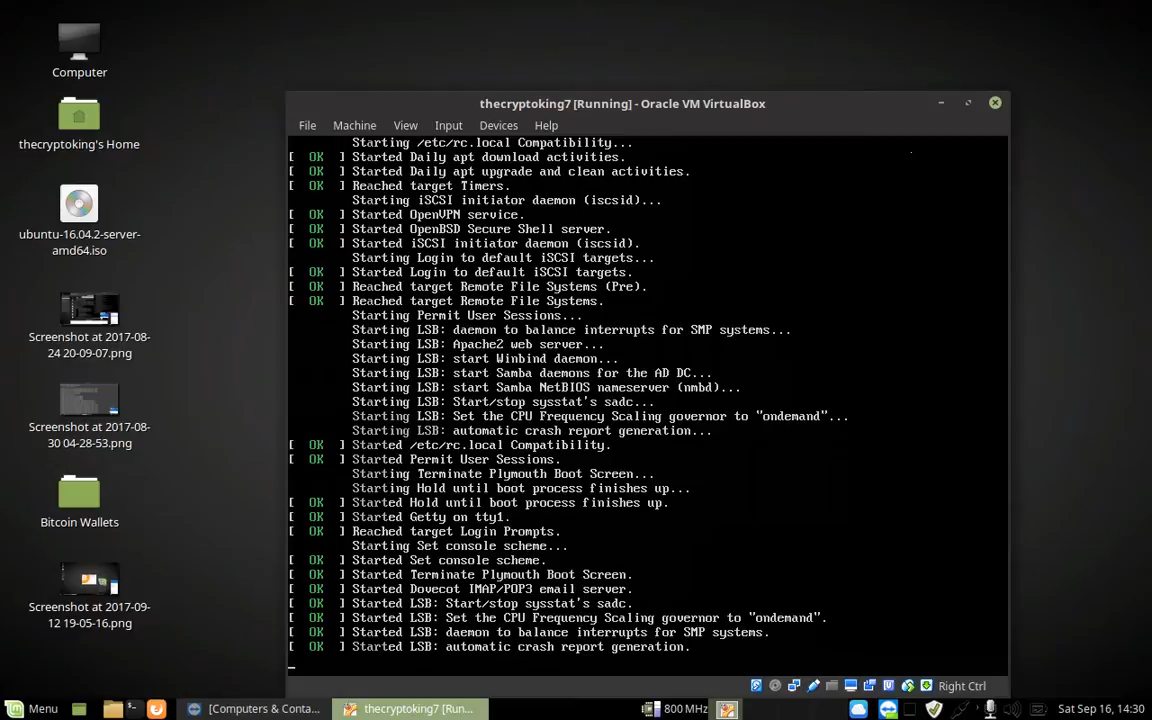 Computer
thecryptoking's Home
ubuntu-16.04.2-server-
amd64.iso
Screenshot at 2017-08-
24 20-09-07.png
Screenshot at 2017-08-
30 04-28-53.png
Bitcoin Wallets
Screenshot at 2017-09-
12 19-05-16.png
thecryptoking7 [Running] - Oracle VM VirtualBox
File Machine View Input Devices Help
Starting /etc/rc.local Compatibility...
[ OK ] Started Daily apt download activities.
[ OK ] Started Daily apt upgrade and clean activities.
[ OK ] Reached target Timers.
Starting iSCSI initiator daemon (iscsid)...
[ OK ] Started OpenVPN service.
[ OK ] Started OpenBSD Secure Shell server.
[ OK ] Started iSCSI initiator daemon (iscsid).
Starting Login to default iSCSI targets...
[ OK ] Started Login to default iSCSI targets.
[ OK ] Reached target Remote File Systems (Pre).
[ OK ] Reached target Remote File Systems.
Starting Permit User Sessions...
Starting LSB: daemon to balance interrupts for SMP systems...
Starting LSB: Apache2 web server...
Starting LSB: start Winbind daemon...
Starting LSB: start Samba daemons for the AD DC...
Starting LSB: start Samba NetBIOS nameserver (nmbd)...
Starting LSB: Start/stop sysstat's sadc...
Starting LSB: Set the CPU Frequency Scaling governor to "ondemand"...
Starting LSB: automatic crash report generation...
[ OK ] Started /etc/rc.local Compatibility.
[ OK ] Started Permit User Sessions.
Starting Terminate Plymouth Boot Screen...
Starting Hold until boot process finishes up...
[ OK ] Started Hold until boot process finishes up.
[ OK ] Started Getty on tty1.
[ OK ] Reached target Login Prompts.
Starting Set console scheme...
[ OK ] Started Set console scheme.
[ OK ] Started Terminate Plymouth Boot Screen.
[ OK ] Started Dovecot IMAP/POP3 email server.
[ OK ] Started LSB: Start/stop sysstat's sadc.
[ OK ] Started LSB: Set the CPU Frequency Scaling governor to "ondemand".
[ OK ] Started LSB: daemon to balance interrupts for SMP systems.
[ OK ] Started LSB: automatic crash report generation.
Right Ctrl
Menu [Computers & Conta... thecryptoking7 [Run... 800 MHz Sat Sep 16, 14:30